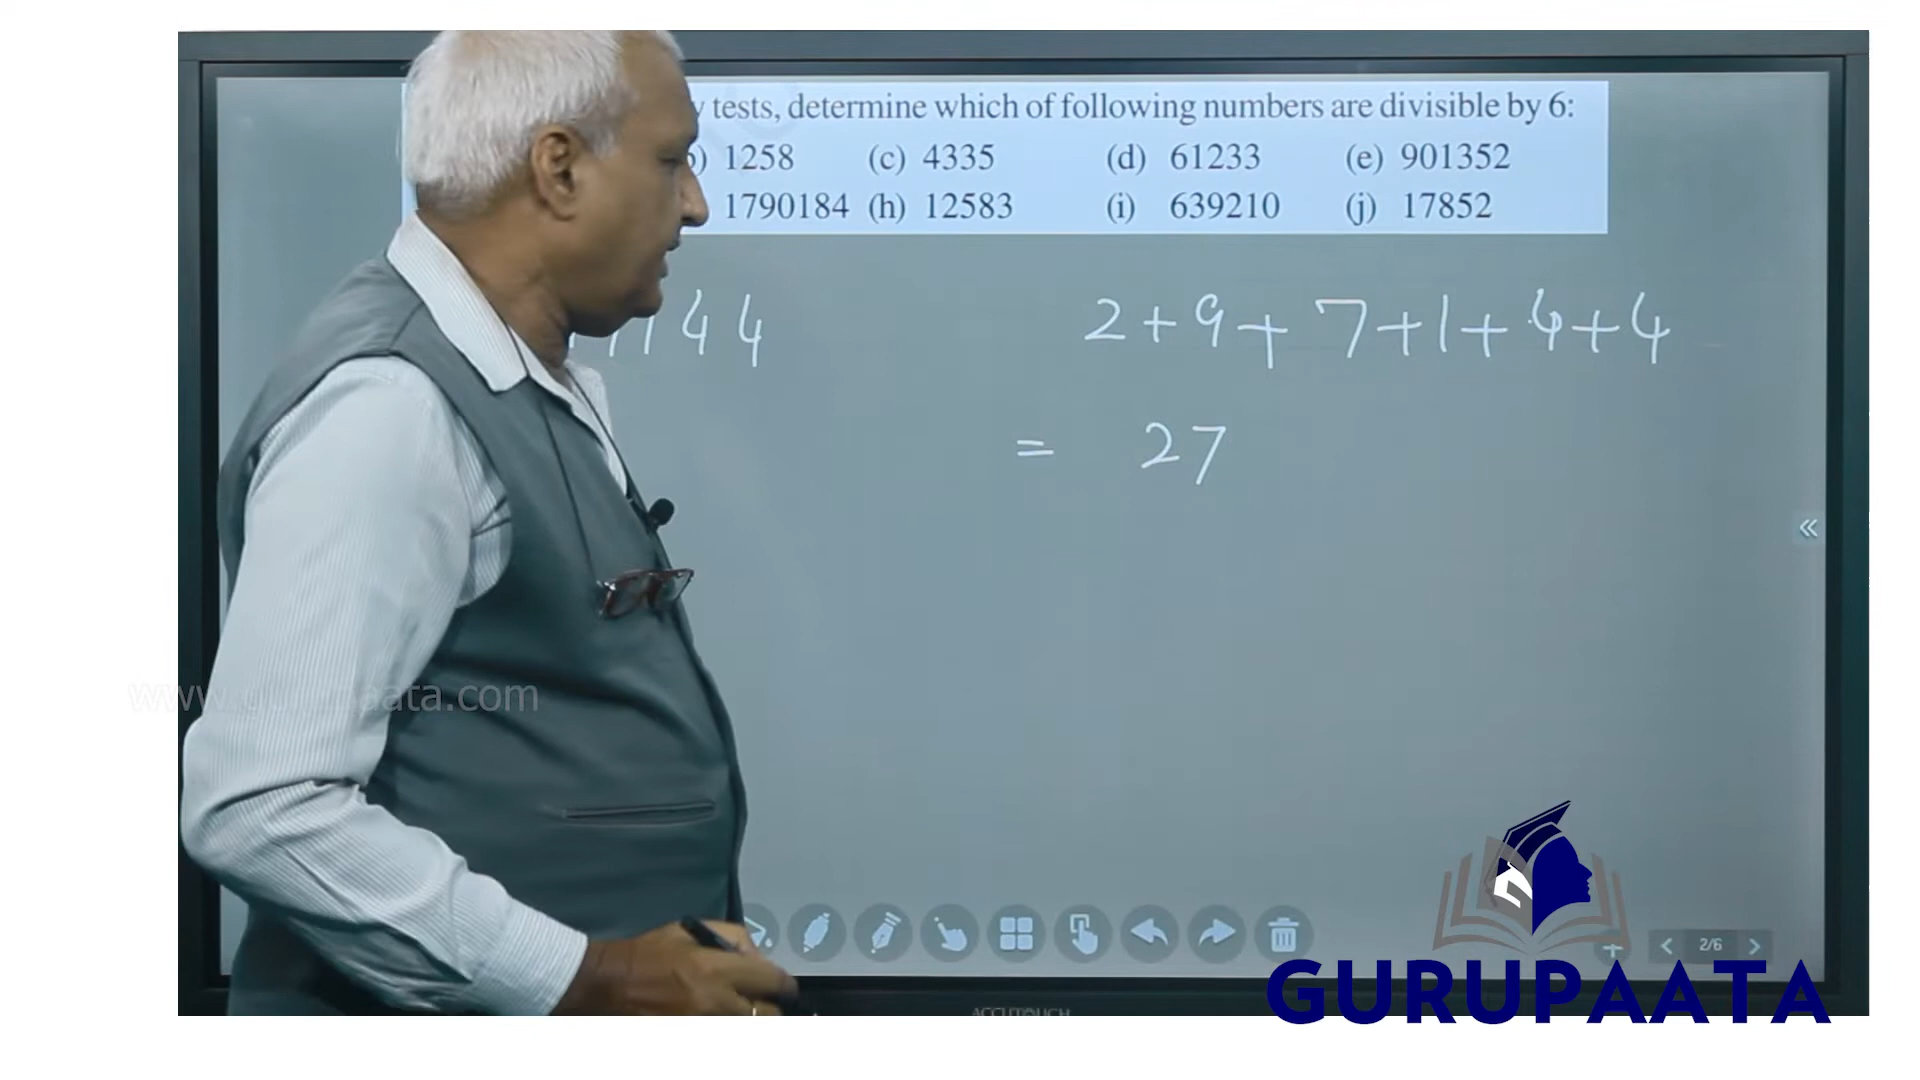 tests, determine which of following numbers are divisible by 6:
1258 (c) 4335 (d) 61233 (e) 901352
1790184 (h) 12583 (i) 639210 (j) 17852
44 2+9+7+1+4+4
= 27
www.gurupaata.com
2/6
GURUPAATA